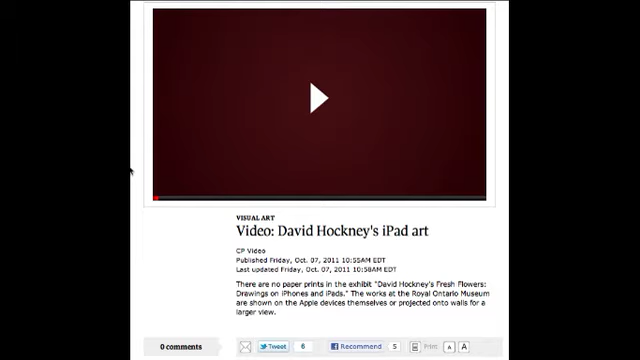 VISUAL ART
Video: David Hockney's iPad art
CP Video
Published Friday, Oct. 07, 2011 10:55AM EDT
Last updated Friday, Oct. 07, 2011 10:58AM EDT
There are no paper prints in the exhibit "David Hockney's Fresh Flowers:
Drawings on iPhones and iPads." The works at the Royal Ontario Museum
are shown on the Apple devices themselves or projected onto walls for a
larger view.
0 comments Tweet 6 Recommend 5 Print A A